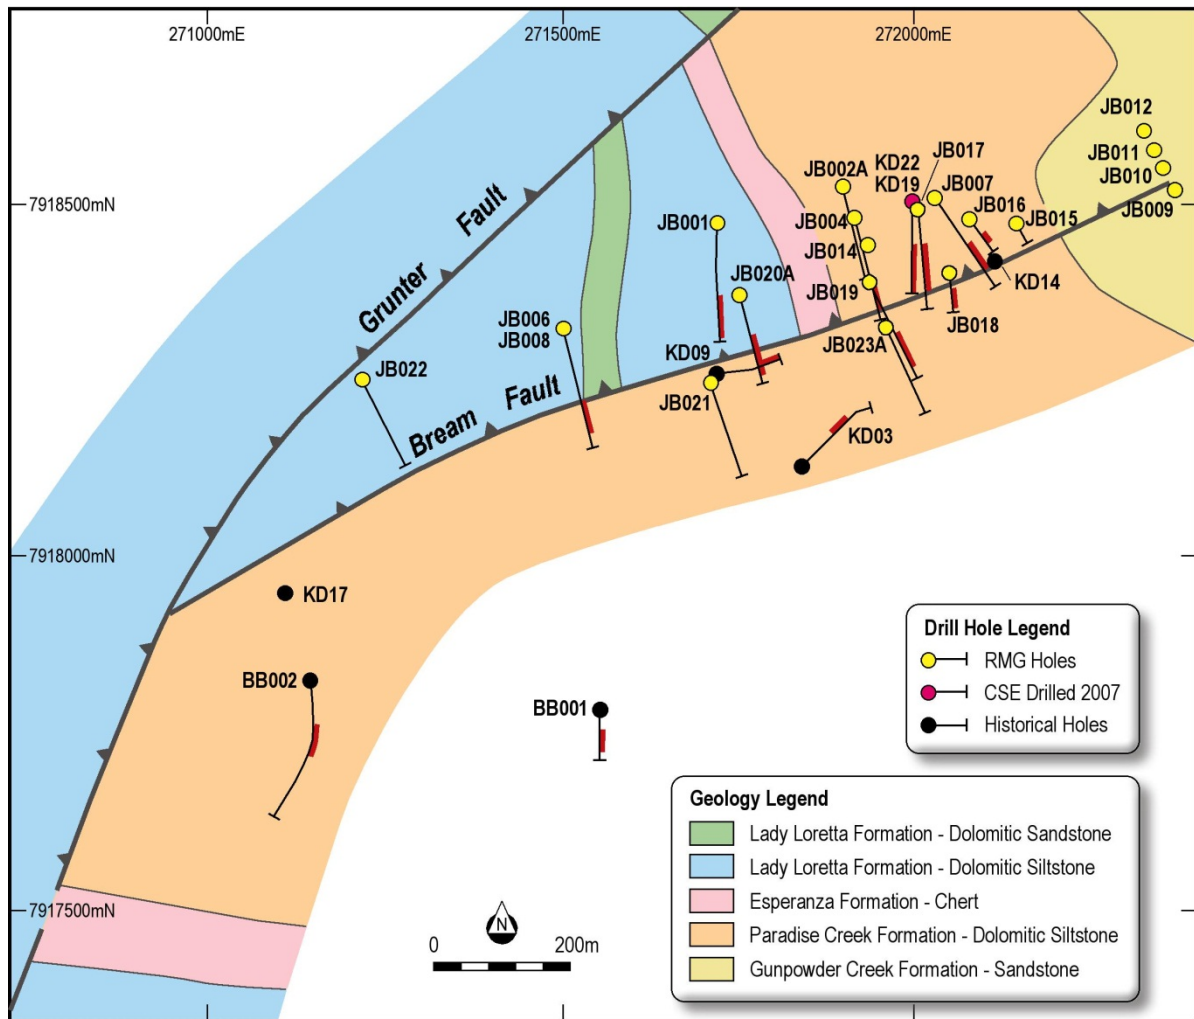 271000mE
271500mE
272000mE
7918500mN
7918000mN
7917500mN
JB012
JB011
JB010
JB009
JB017
KD22
KD19
JB007
JB002A
JB016
JB015
JB004
JB001
JB014
JB020A
JB019
KD14
JB018
JB006
JB008
JB023A
KD09
JB022
JB021
KD03
Grunter Fault
Bream Fault
KD17
BB002
BB001
Drill Hole Legend
RMG Holes
CSE Drilled 2007
Historical Holes
Geology Legend
Lady Loretta Formation - Dolomitic Sandstone
Lady Loretta Formation - Dolomitic Siltstone
Esperanza Formation - Chert
Paradise Creek Formation - Dolomitic Siltstone
Gunpowder Creek Formation - Sandstone
N
0 200m